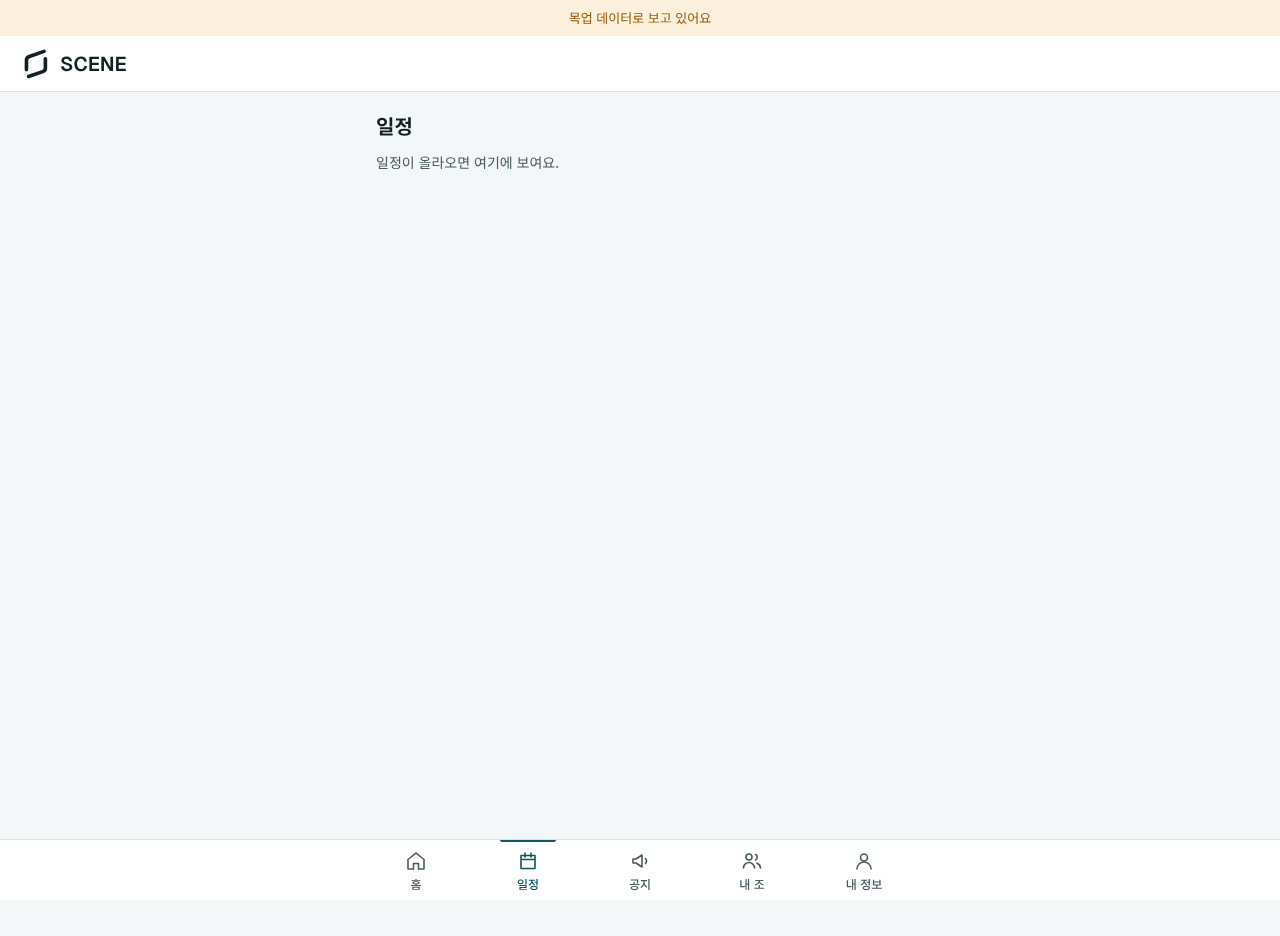 목업 데이터로 보고 있어요
SCENE
일정
일정이 올라오면 여기에 보여요.
홈
일정
공지
내 조
내 정보